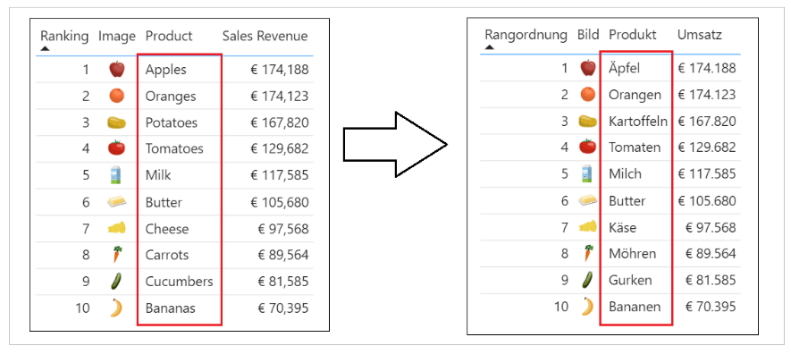 Ranking Image Product Sales Revenue
1 Apples € 174,188
2 Oranges € 174,123
3 Potatoes € 167,820
4 Tomatoes € 129,682
5 Milk € 117,585
6 Butter € 105,680
7 Cheese € 97,568
8 Carrots € 89,564
9 Cucumbers € 81,585
10 Bananas € 70,395
Rangordnung Bild Produkt Umsatz
1 Äpfel € 174.188
2 Orangen € 174.123
3 Kartoffeln € 167.820
4 Tomaten € 129.682
5 Milch € 117.585
6 Butter € 105.680
7 Käse € 97.568
8 Möhren € 89.564
9 Gurken € 81.585
10 Bananen € 70.395